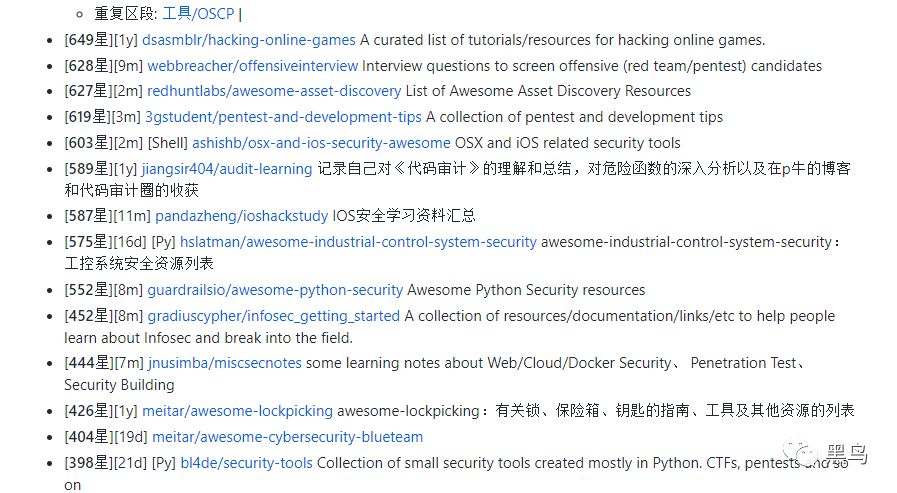 重复区段: 工具/OSCP |
[649星][1y] dsasmblr/hacking-online-games A curated list of tutorials/resources for hacking online games.
[628星][9m] webbreacher/offensiveinterview Interview questions to screen offensive (red team/pentest) candidates
[627星][2m] redhuntlabs/awesome-asset-discovery List of Awesome Asset Discovery Resources
[619星][3m] 3gstudent/pentest-and-development-tips A collection of pentest and development tips
[603星][2m] [Shell] ashishb/osx-and-ios-security-awesome OSX and iOS related security tools
[589星][1y] jiangsir404/audit-learning 记录自己对《代码审计》的理解和总结，对危险函数的深入分析以及在p牛的博客
和代码审计圈的收获
[587星][11m] pandazheng/ioshackstudy IOS安全学习资料汇总
[575星][16d] [Py] hslatman/awesome-industrial-control-system-security awesome-industrial-control-system-security：
工控系统安全资源列表
[552星][8m] guardrailsio/awesome-python-security Awesome Python Security resources
[452星][8m] gradiuscypher/infosec_getting_started A collection of resources/documentation/links/etc to help people
learn about Infosec and break into the field.
[444星][7m] jnusimba/miscsecnotes some learning notes about Web/Cloud/Docker Security、 Penetration Test、
Security Building
[426星][1y] meitar/awesome-lockpicking awesome-lockpicking：有关锁、保险箱、钥匙的指南、工具及其他资源的列表
[404星][19d] meitar/awesome-cybersecurity-blueteam
[398星][21d] [Py] bl4de/security-tools Collection of small security tools created mostly in Python. CTFs, pentests and so
on
黑鸟